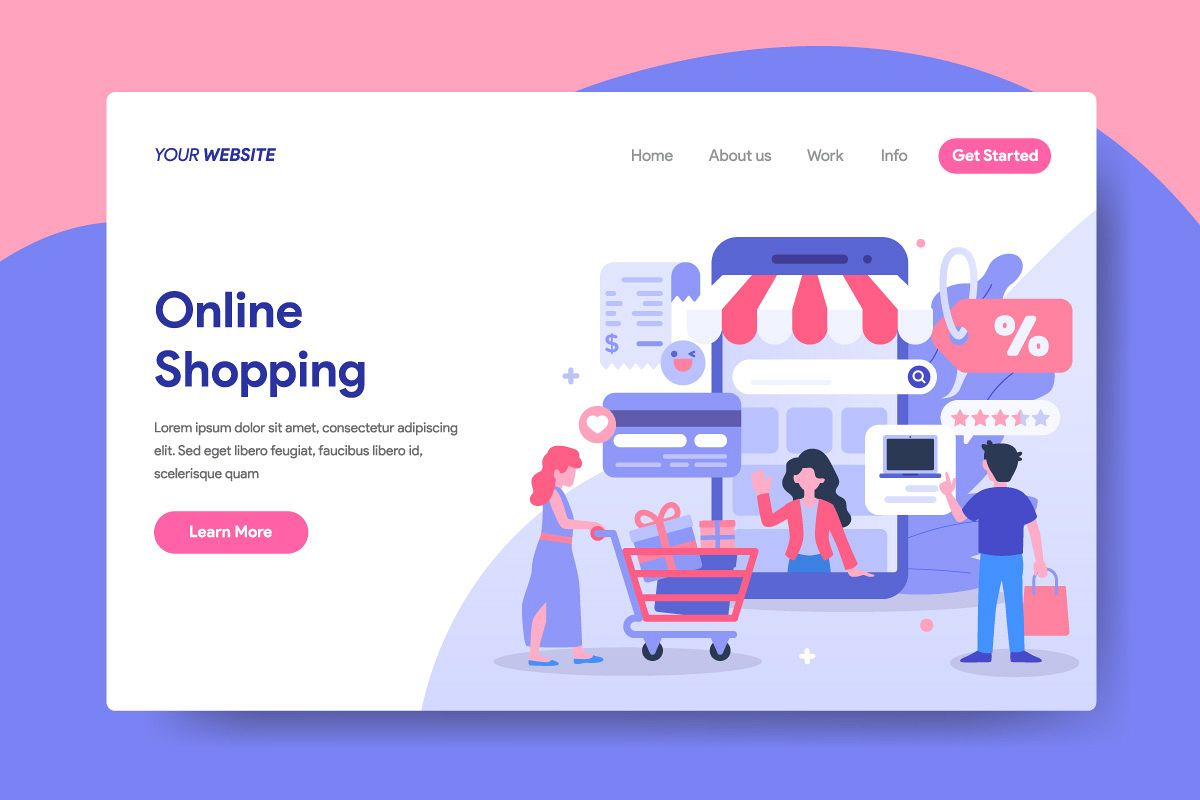 YOUR WEBSITE
Home About us Work Info Get Started
Online
Shopping
Lorem ipsum dolor sit amet, consectetur adipiscing
elit. Sed eget libero feugiat, faucibus libero id,
scelerisque quam
Learn More
$
%